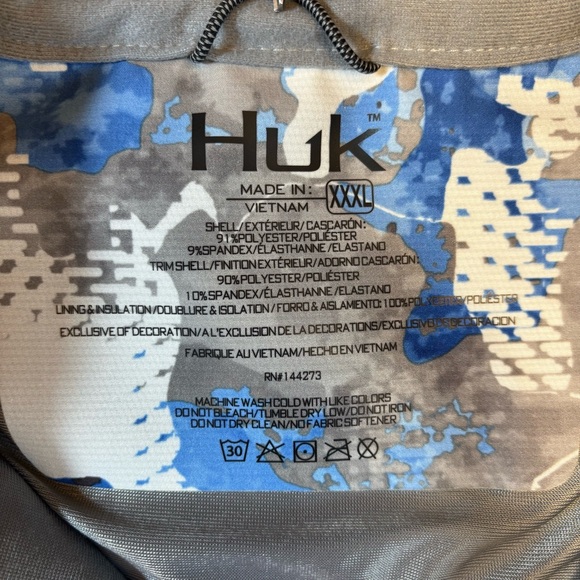 Huk™
MADE IN:
VIETNAM
XXXL
SHELL/EXTÉRIEUR/CASCARÓN:
91%POLYESTER/POLIÉSTER
9%SPANDEX/ÉLASTHANNE/ELASTANO
TRIM SHELL/FINITION EXTÉRIEUR/ADORNO CASCARÓN:
90%POLYESTER/POLIÉSTER
10%SPANDEX/ÉLASTHANNE/ELASTANO
LINING & INSULATION/DOUBLURE & ISOLATION / FORRO & AISLAMIENTO: 100%POLYESTER/POLIESTER
EXCLUSIVE OF DECORATION/A L'EXCLUSION DE LA DECORATIONS/EXCLUSIVO DE DECORACION
FABRIQUE AU VIETNAM/HECHO EN VIETNAM
RN#144273
MACHINE WASH COLD WITH LIKE COLORS
DO NOT BLEACH/TUMBLE DRY LOW/DO NOT IRON
DO NOT DRY CLEAN/NO FABRIC SOFTENER
30